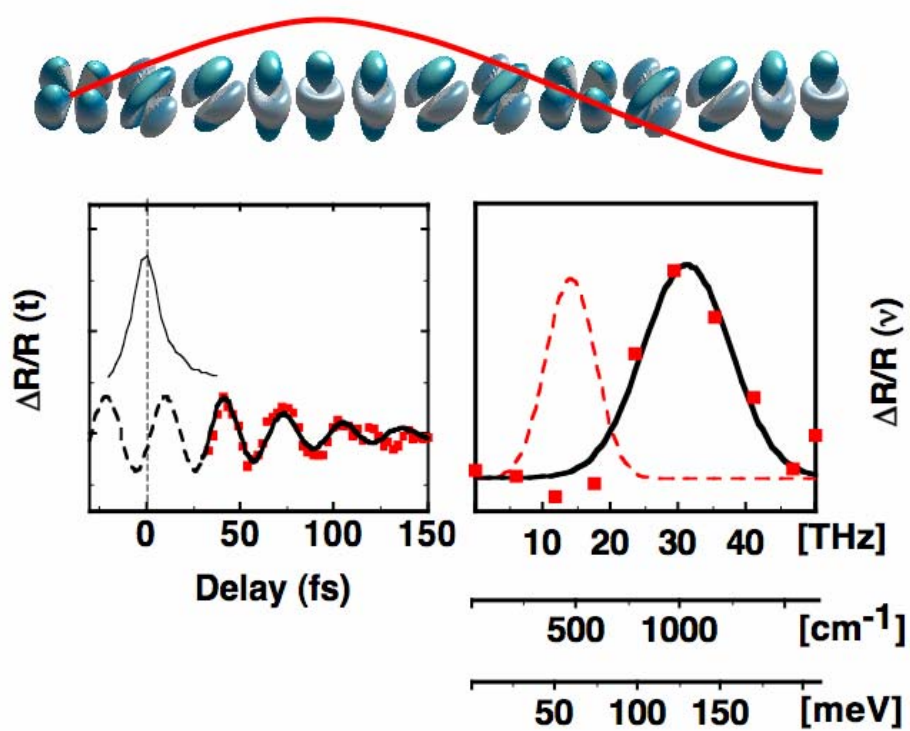 ΔR/R (t)
0 50 100 150
Delay (fs)
ΔR/R (ν)
10 20 30 40 [THz]
500 1000 [cm⁻¹]
50 100 150 [meV]